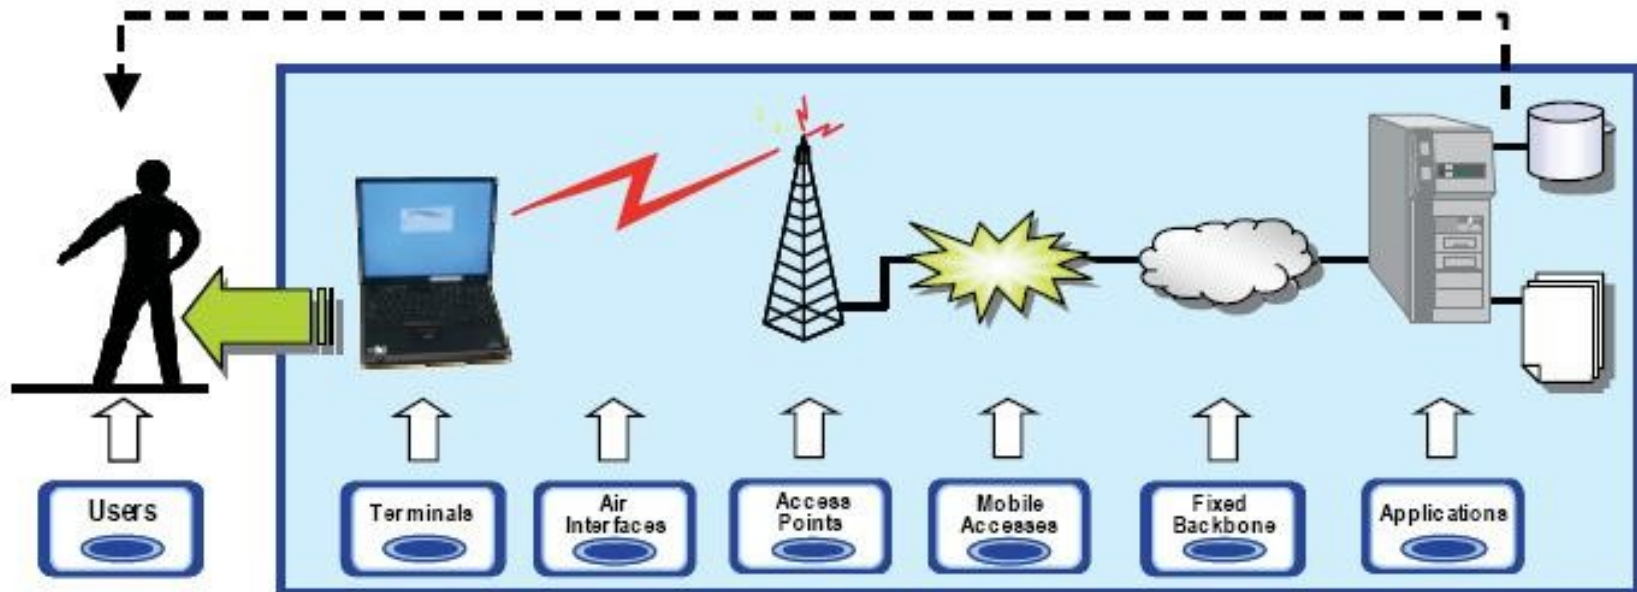 Users
Terminals
Air
Interfaces
Access
Points
Mobile
Accesses
Fixed
Backbone
Applications